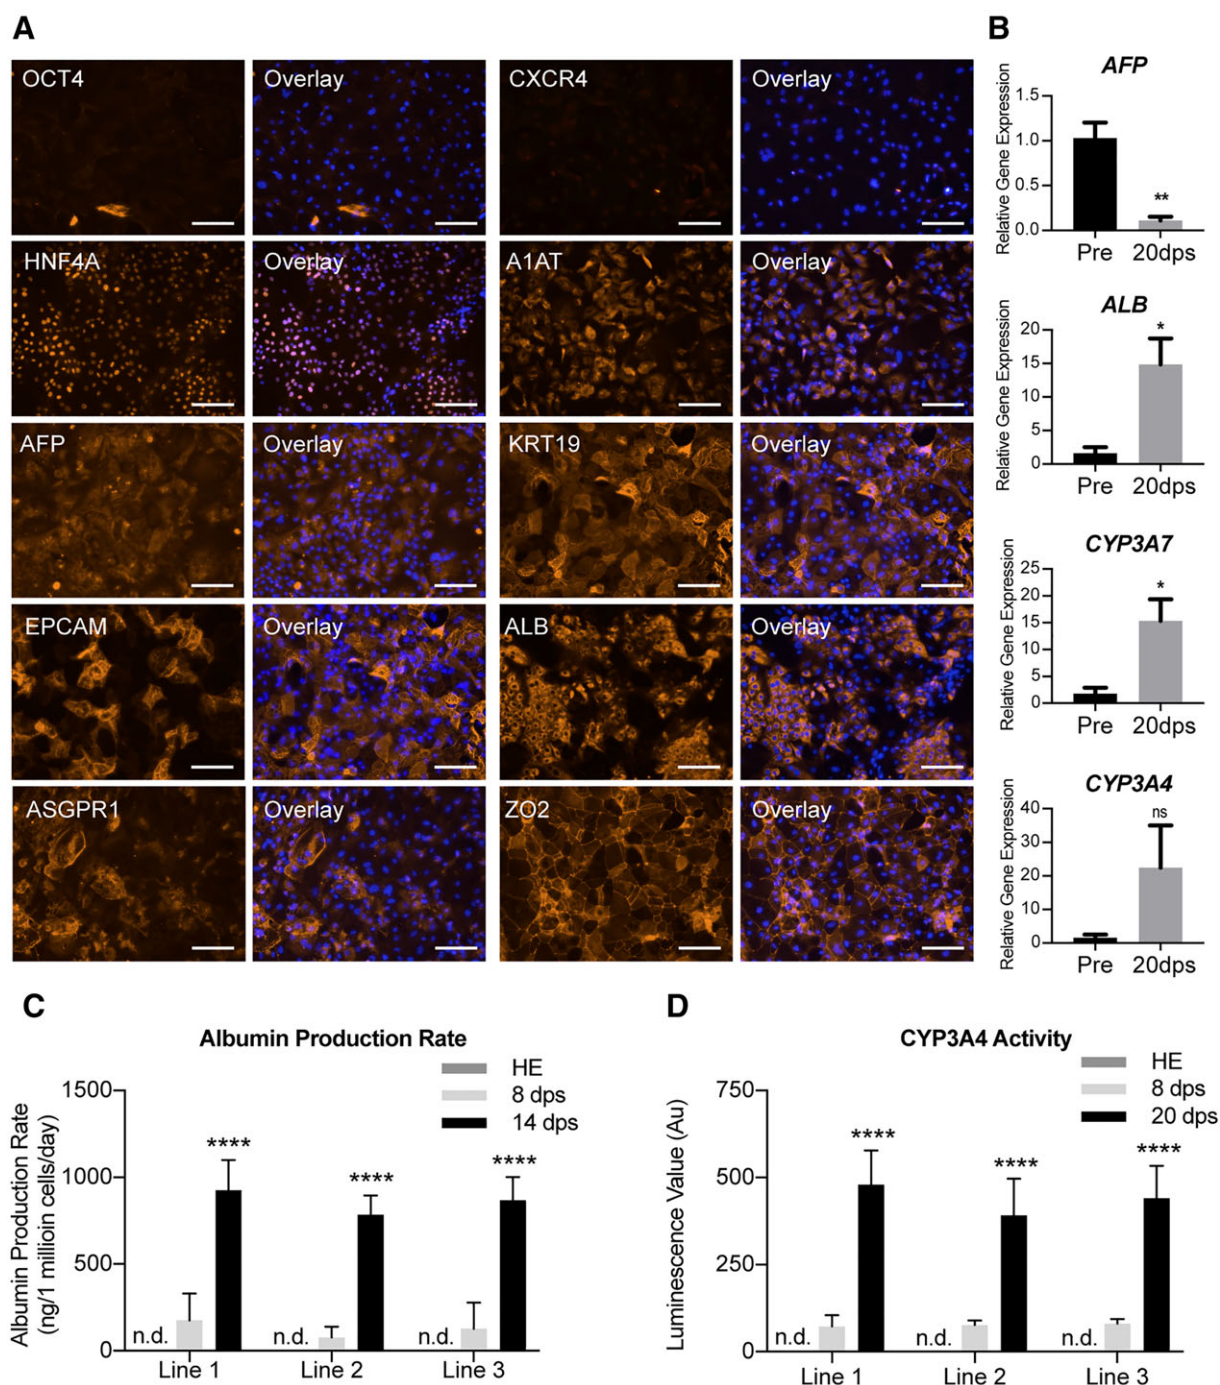 A
OCT4 Overlay CXCR4 Overlay
HNF4A Overlay A1AT Overlay
AFP Overlay KRT19 Overlay
EPCAM Overlay ALB Overlay
ASGPR1 Overlay ZO2 Overlay
B
AFP
Relative Gene Expression
1.5
1.0
0.5
0.0
**
Pre 20dps
ALB
Relative Gene Expression
20
15
10
5
0
*
Pre 20dps
CYP3A7
Relative Gene Expression
25
20
15
10
5
0
*
Pre 20dps
CYP3A4
Relative Gene Expression
40
30
20
10
0
ns
Pre 20dps
C
Albumin Production Rate
HE
8 dps
14 dps
Albumin Production Rate
(ng/1 millioin cells/day)
1500
1000
500
0
**** **** ****
n.d. n.d. n.d.
Line 1 Line 2 Line 3
D
CYP3A4 Activity
HE
8 dps
20 dps
Luminescence Value (Au)
750
500
250
0
**** **** ****
n.d. n.d. n.d.
Line 1 Line 2 Line 3